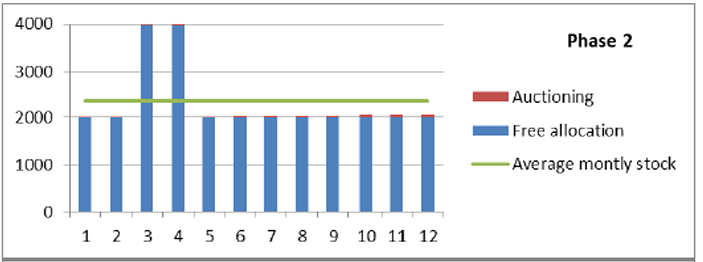 4000
3000
2000
1000
0
1 2 3 4 5 6 7 8 9 10 11 12
Phase 2
Auctioning
Free allocation
Average montly stock